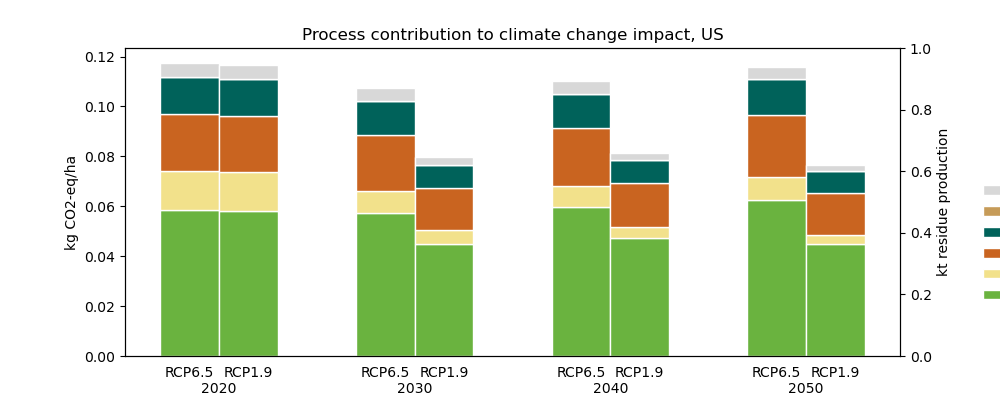 Process contribution to climate change impact, US
kg CO2-eq/ha
0.12
0.10
0.08
0.06
0.04
0.02
0.00
1.0
0.8
0.6
0.4
0.2
0.0
kt residue production
RCP6.5 RCP1.9 RCP6.5 RCP1.9 RCP6.5 RCP1.9 RCP6.5 RCP1.9
2020 2030 2040 2050